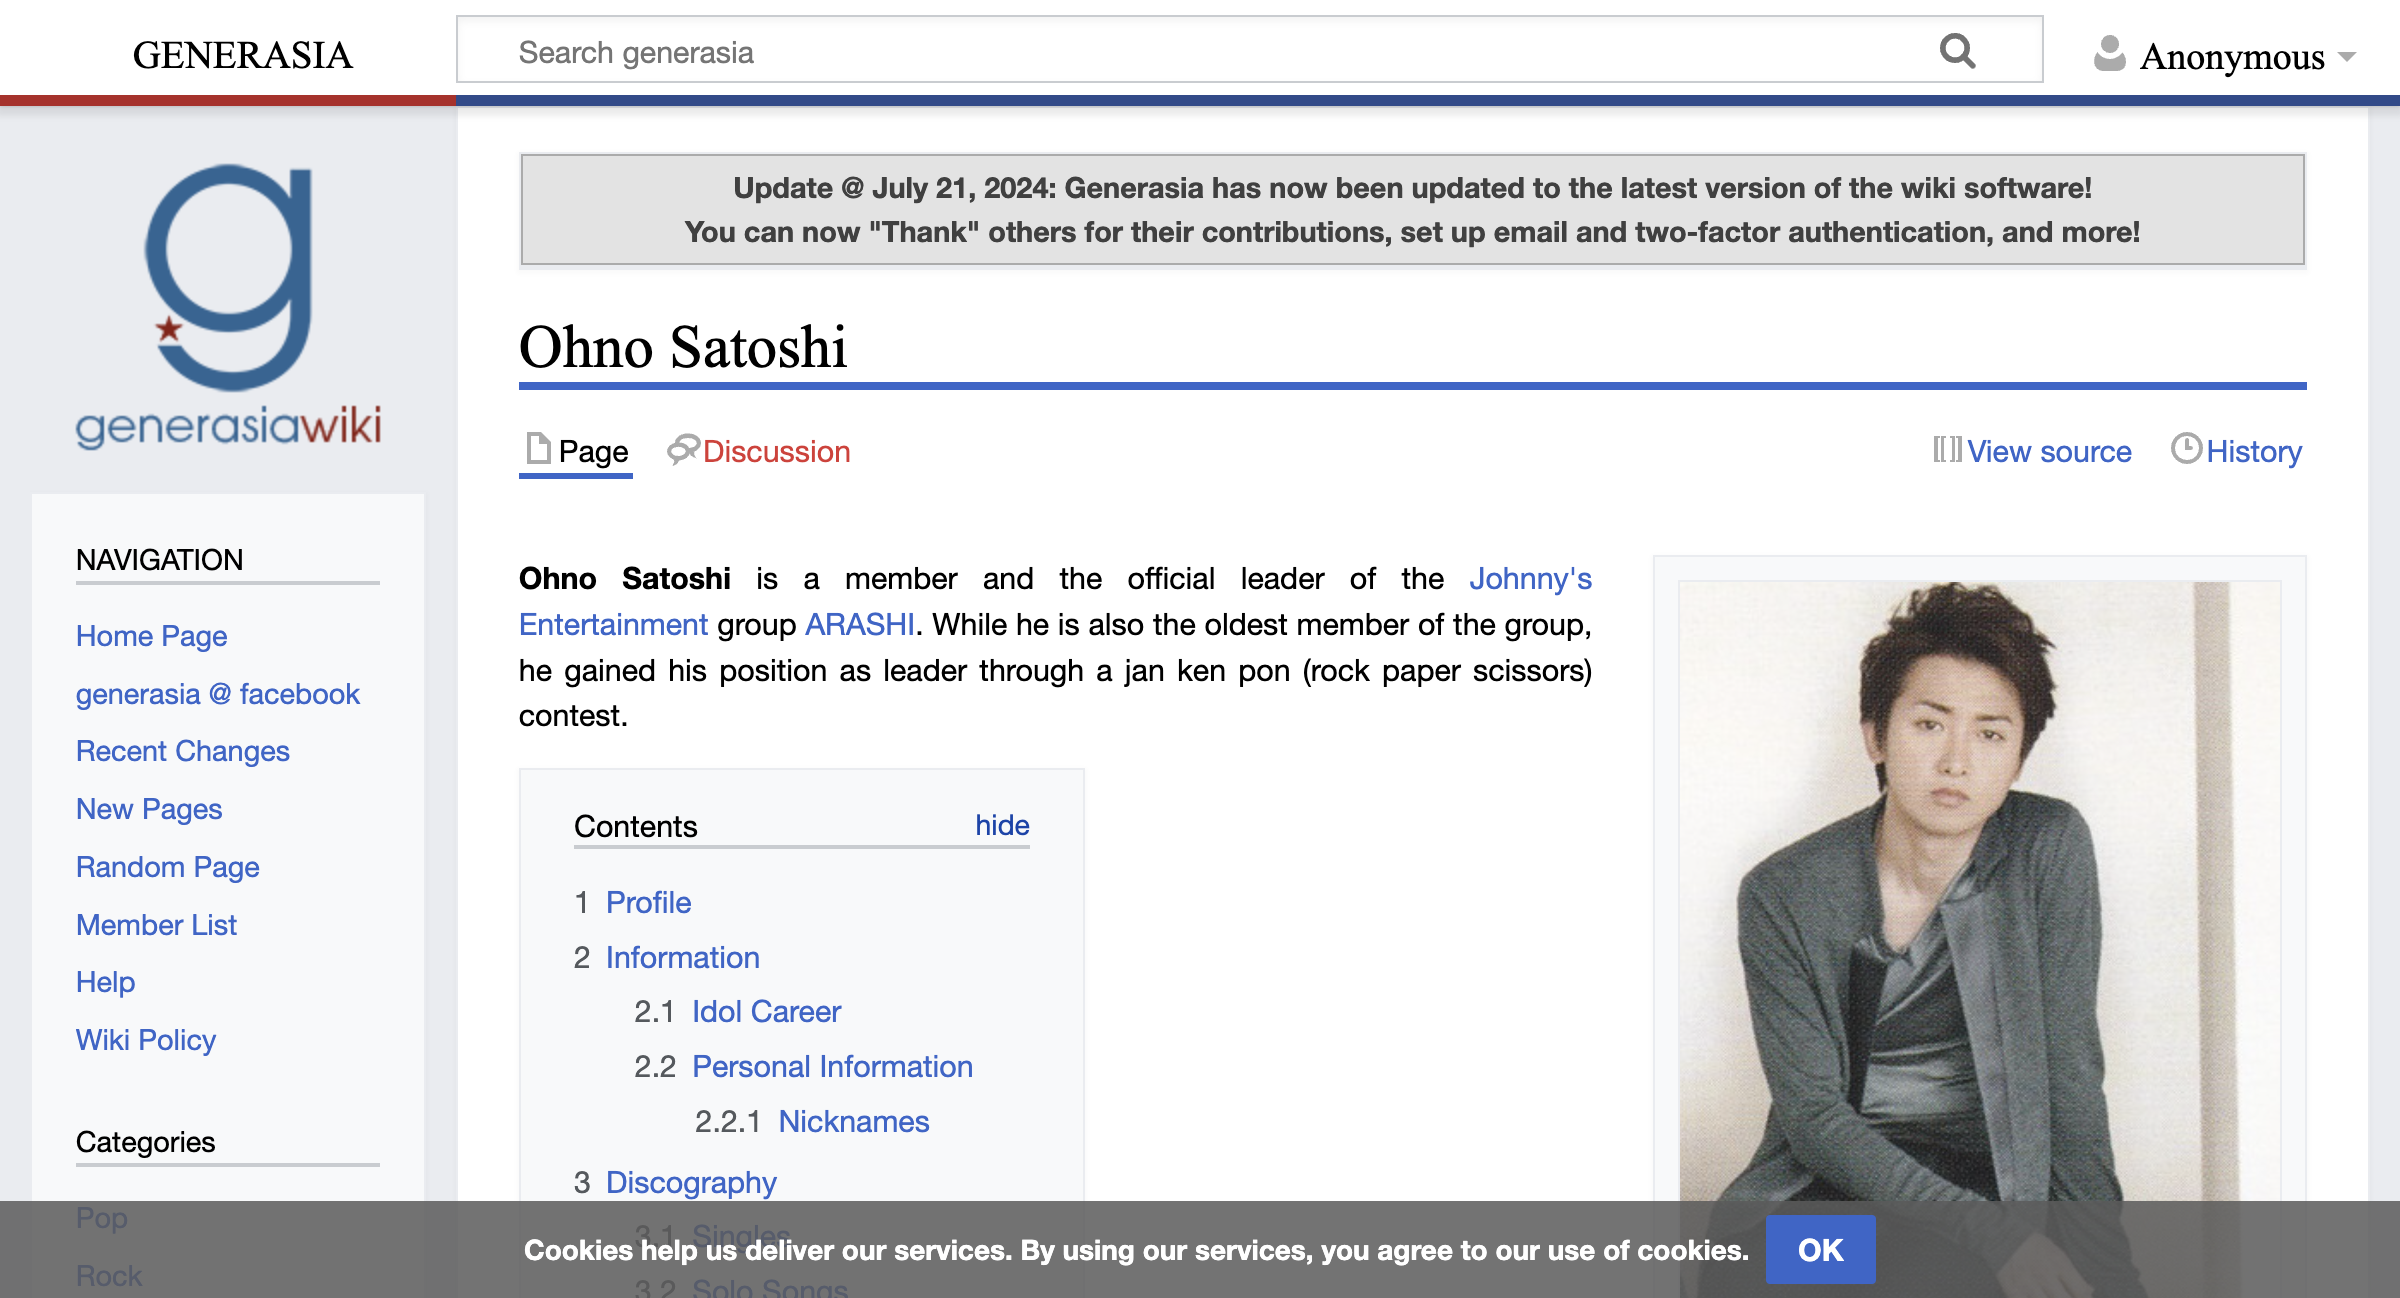 GENERASIA
Search generasia
Anonymous
generasiawiki
Update @ July 21, 2024: Generasia has now been updated to the latest version of the wiki software!
You can now "Thank" others for their contributions, set up email and two-factor authentication, and more!
Ohno Satoshi
Page
Discussion
View source
History
NAVIGATION
Home Page
generasia @ facebook
Recent Changes
New Pages
Random Page
Member List
Help
Wiki Policy
Categories
Pop
Rock
Ohno Satoshi is a member and the official leader of the Johnny's
Entertainment group ARASHI. While he is also the oldest member of the group,
he gained his position as leader through a jan ken pon (rock paper scissors)
contest.
Contents hide
1 Profile
2 Information
2.1 Idol Career
2.2 Personal Information
2.2.1 Nicknames
3 Discography
3.1 Singles
3.2 Solo Songs
Cookies help us deliver our services. By using our services, you agree to our use of cookies.
OK